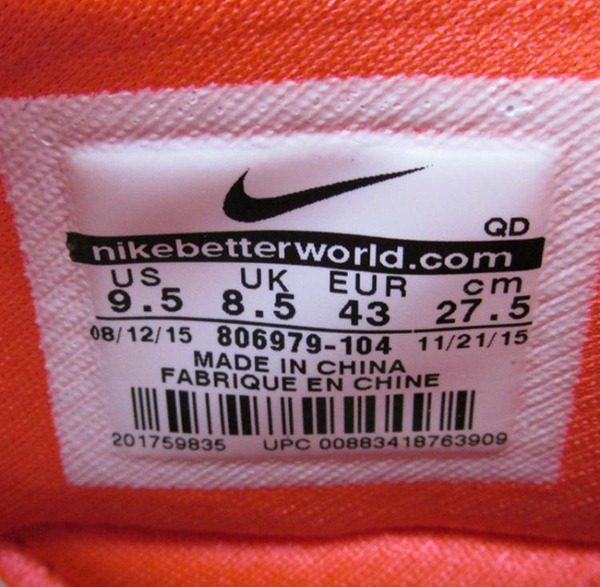 QD
nikebetterworld.com
US UK EUR cm
9.5 8.5 43 27.5
08/12/15 806979-104 11/21/15
MADE IN CHINA
FABRIQUE EN CHINE
201759835 UPC 00883418763909